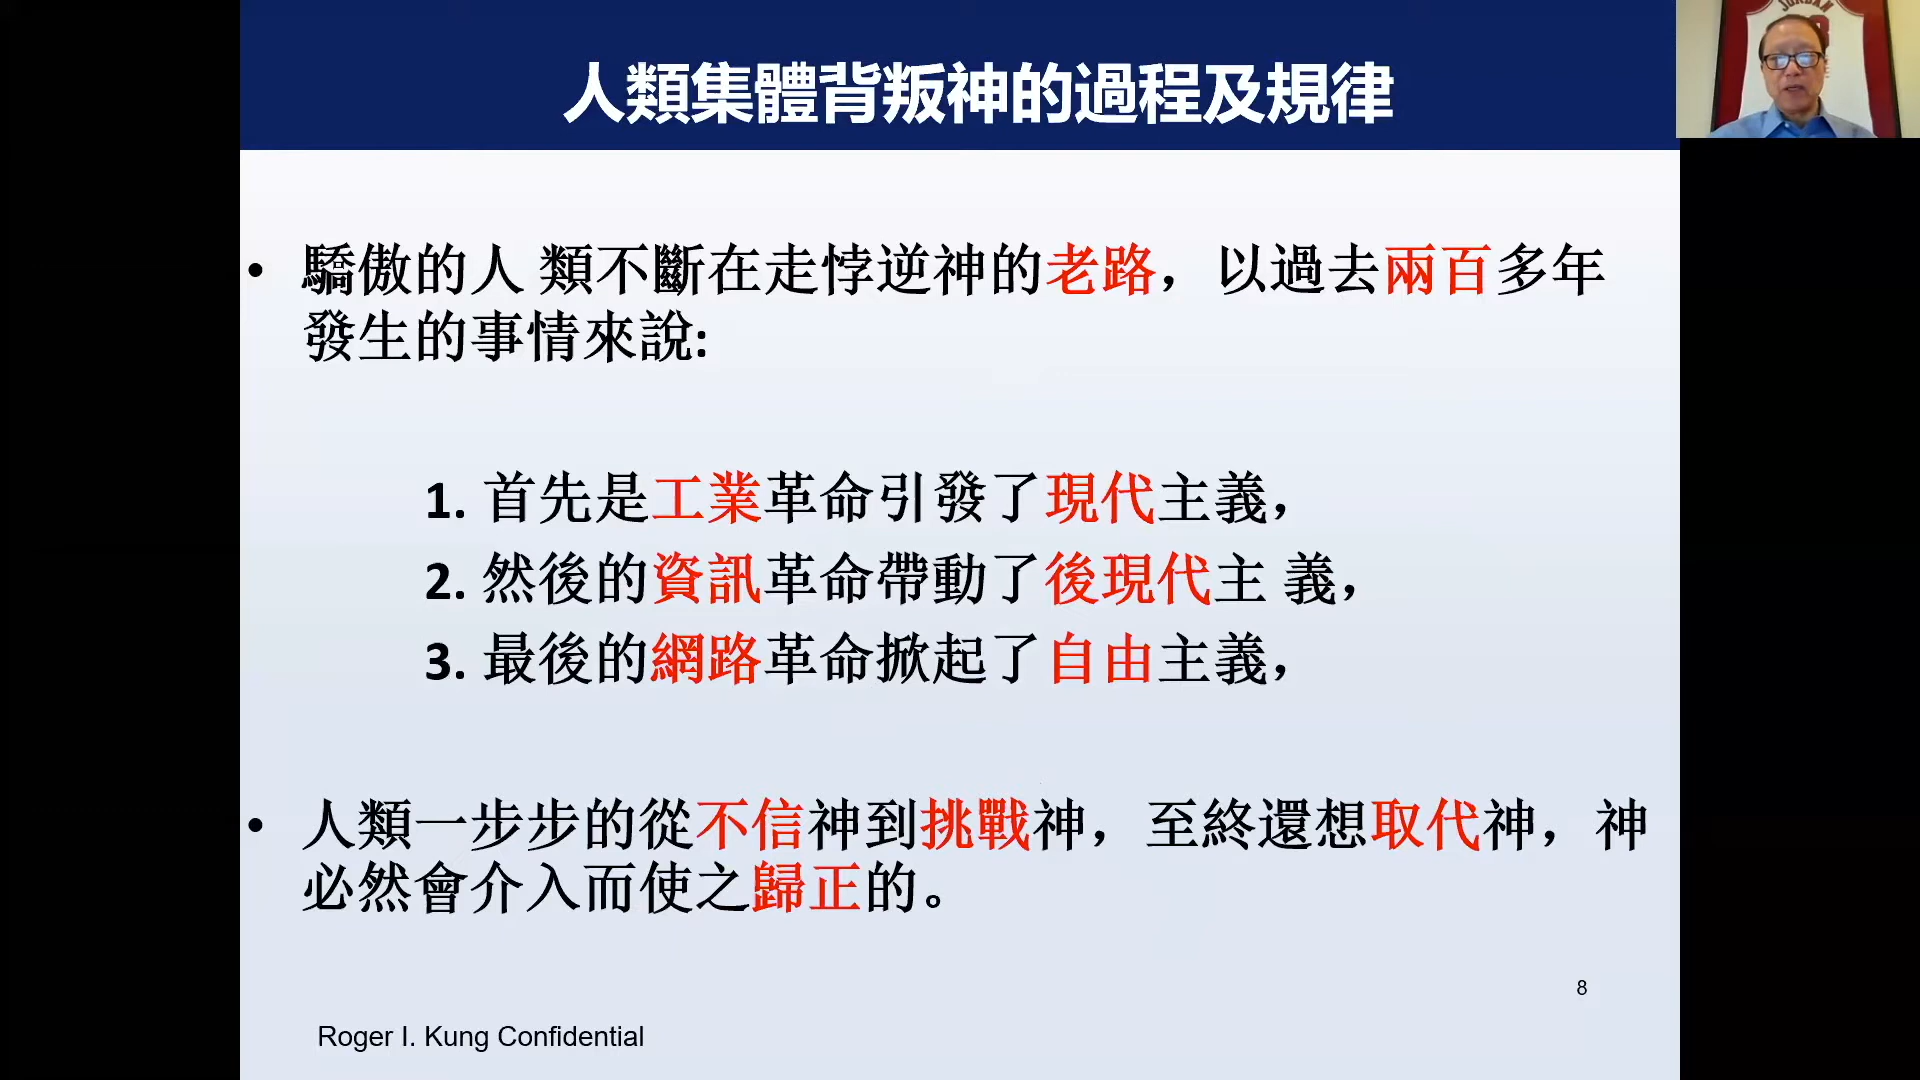 人類集體背叛神的過程及規律
JORDAN
• 驕傲的人 類不斷在走悖逆神的老路，以過去兩百多年
發生的事情來說:
1. 首先是工業革命引發了現代主義，
2. 然後的資訊革命帶動了後現代主 義，
3. 最後的網路革命掀起了自由主義，
• 人類一步步的從不信神到挑戰神，至終還想取代神，神
必然會介入而使之歸正的。
8
Roger I. Kung Confidential